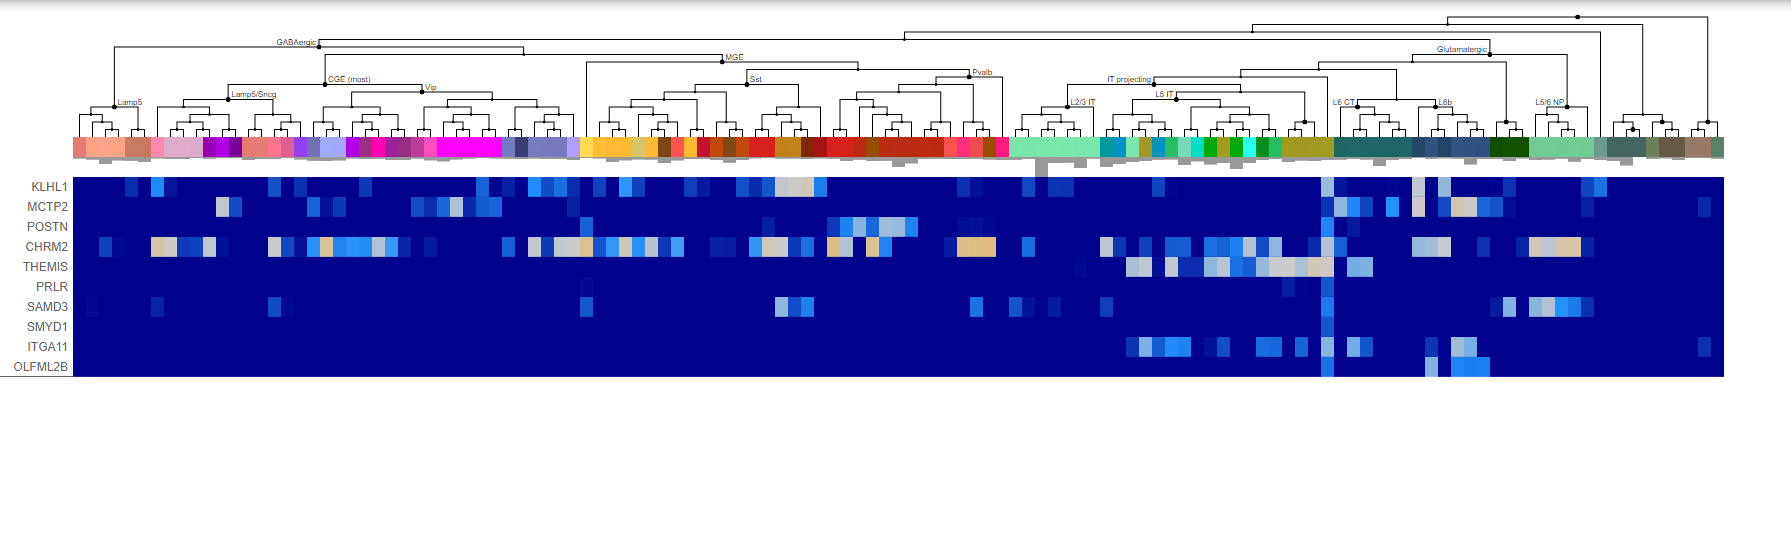 GABAergic
Glutamatergic
MGE
Pvalb
CGE (most)
Sst
IT projecting
Vip
Lamp5/Sncg
L5 IT
Lamp5
L2/3 IT
L6 CT
L6b
L5/6 NP
KLHL1
MCTP2
POSTN
CHRM2
THEMIS
PRLR
SAMD3
SMYD1
ITGA11
OLFML2B